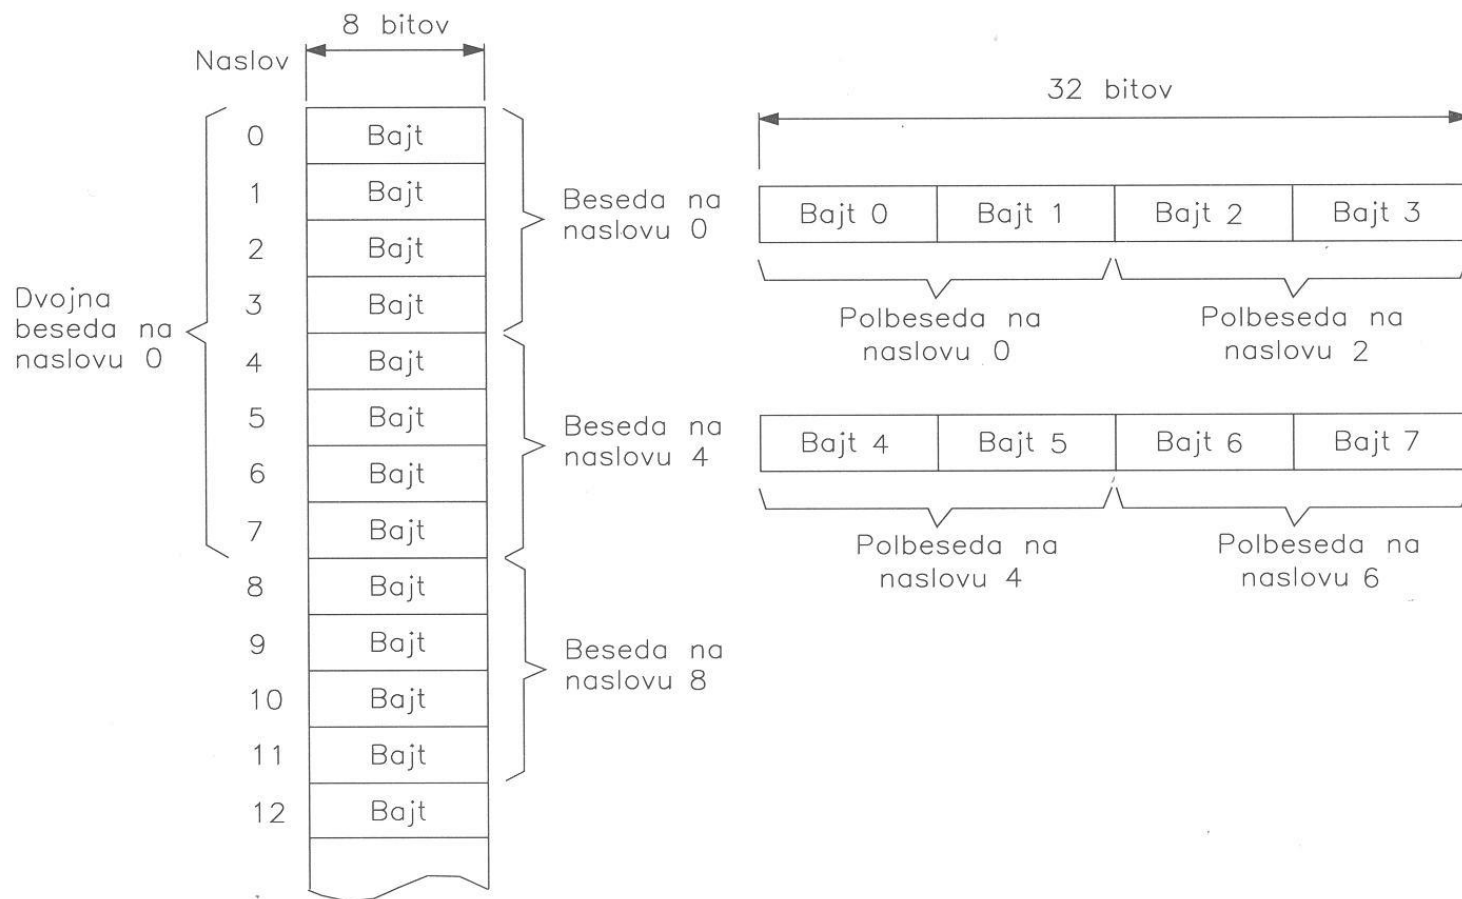 8 bitov
Naslov
0 Bajt
1 Bajt
2 Bajt
3 Bajt
4 Bajt
5 Bajt
6 Bajt
7 Bajt
8 Bajt
9 Bajt
10 Bajt
11 Bajt
12 Bajt
Dvojna
beseda na
naslovu 0
Beseda na
naslovu 0
Beseda na
naslovu 4
Beseda na
naslovu 8
32 bitov
Bajt 0 Bajt 1 Bajt 2 Bajt 3
Polbeseda na
naslovu 0
Polbeseda na
naslovu 2
Bajt 4 Bajt 5 Bajt 6 Bajt 7
Polbeseda na
naslovu 4
Polbeseda na
naslovu 6